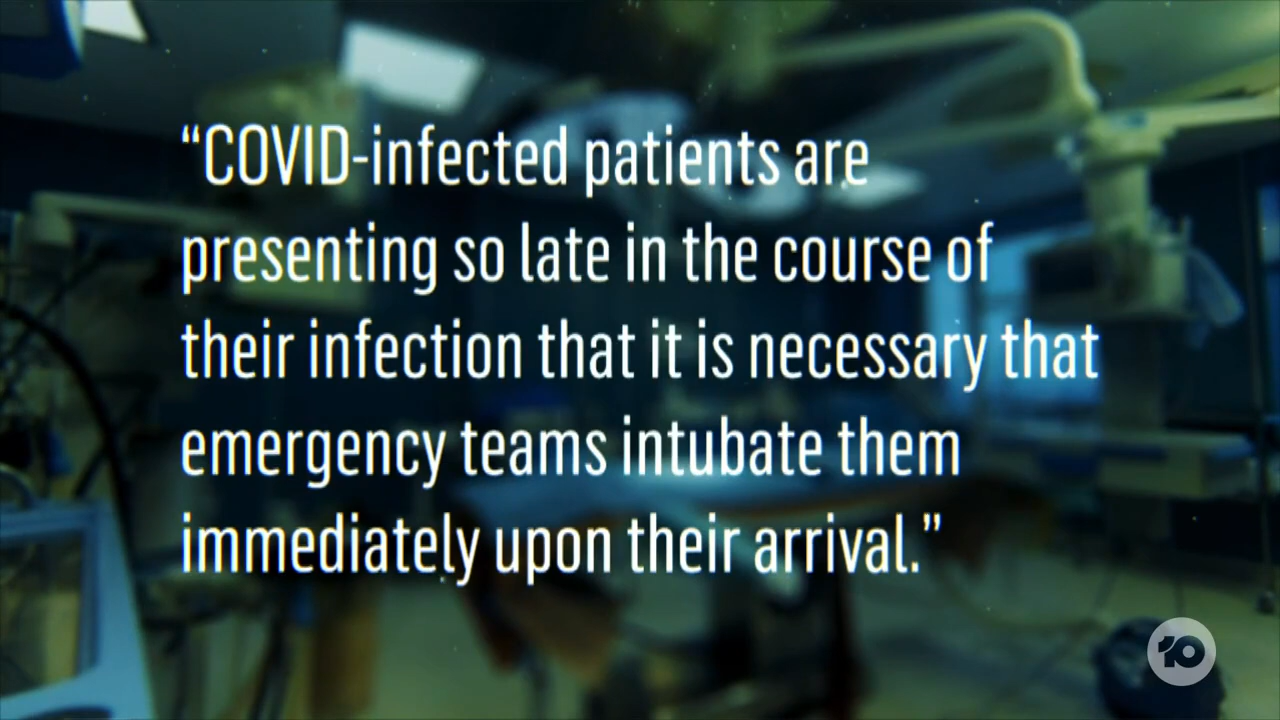 “COVID-infected patients are
presenting so late in the course of
their infection that it is necessary that
emergency teams intubate them
immediately upon their arrival.”
10